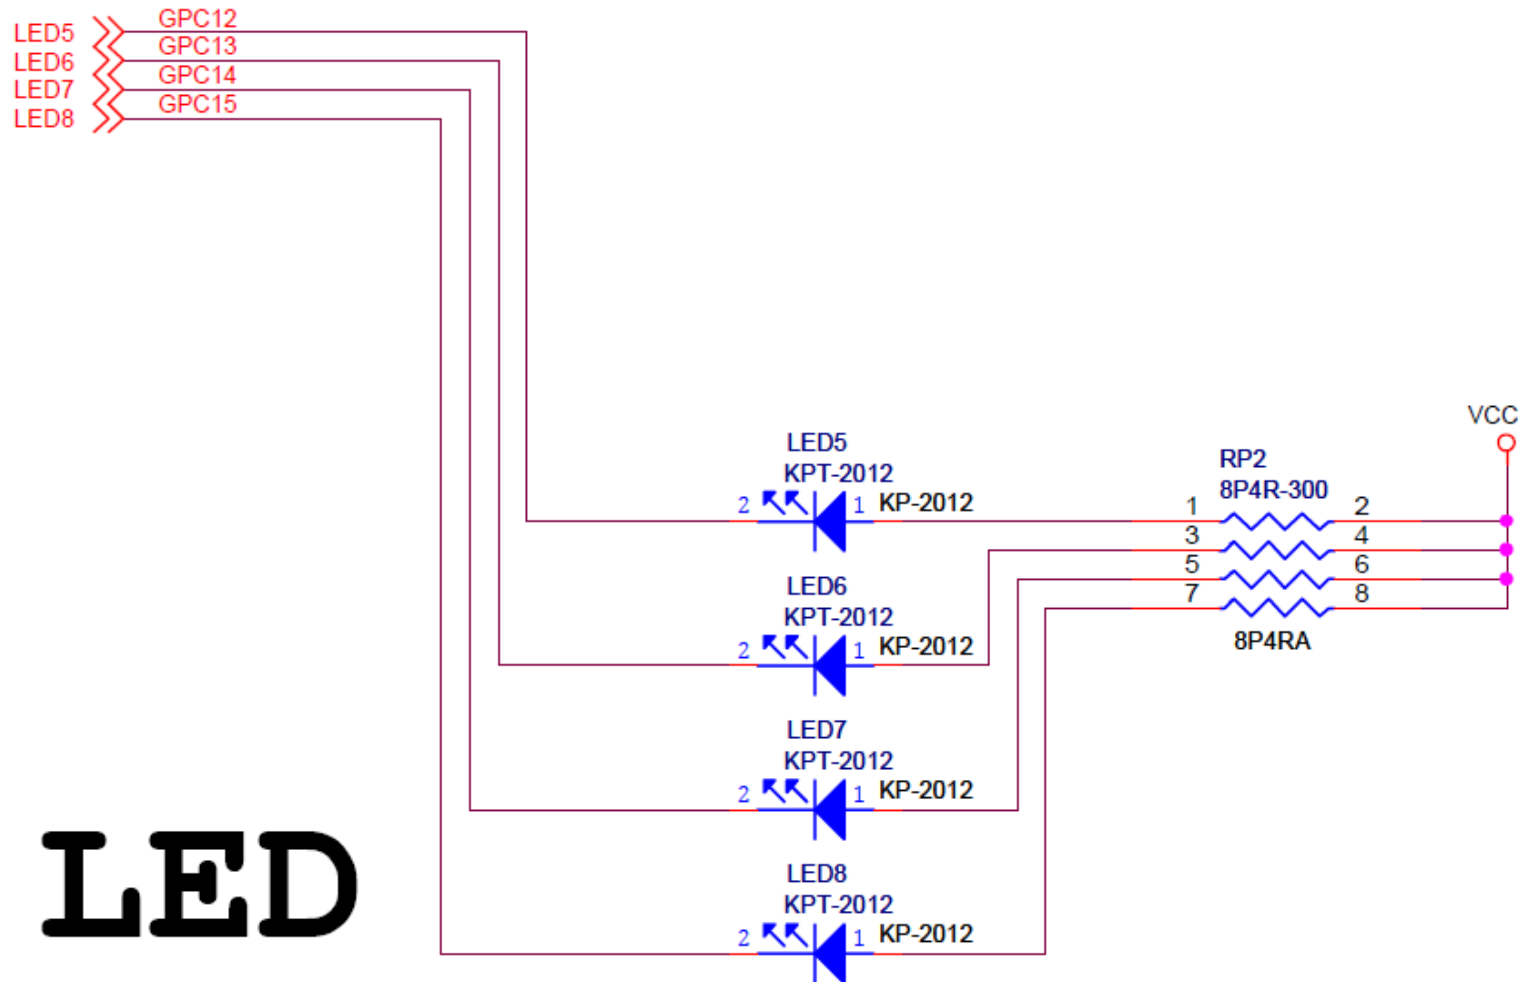 LED5 GPC12
LED6 GPC13
LED7 GPC14
LED8 GPC15
VCC
LED5
KPT-2012
2 1 KP-2012
RP2
8P4R-300
1 2
3 4
5 6
7 8
8P4RA
LED6
KPT-2012
2 1 KP-2012
LED7
KPT-2012
2 1 KP-2012
LED8
KPT-2012
2 1 KP-2012
LED